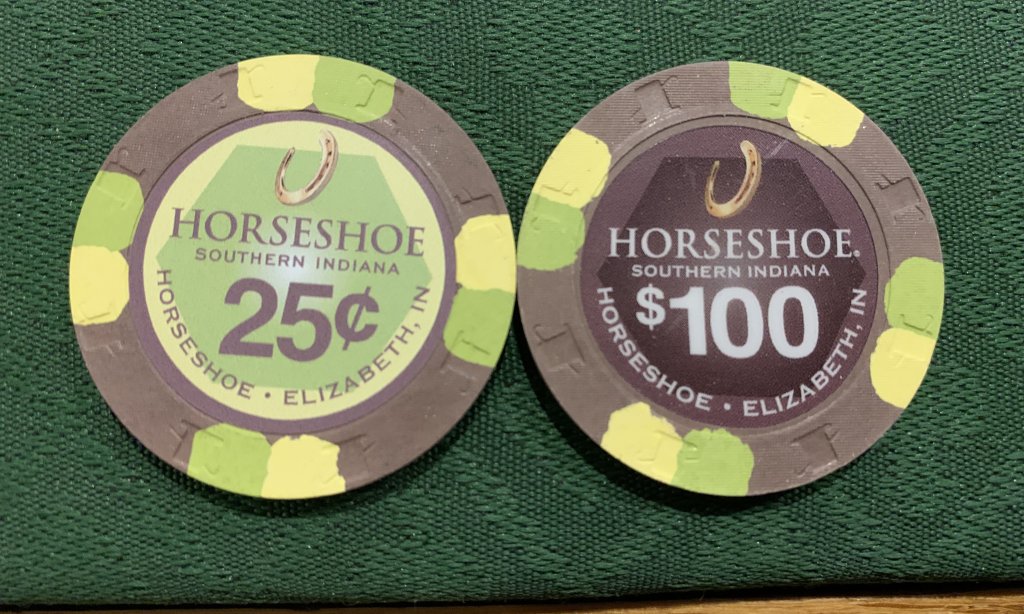 HORSESHOE
SOUTHERN INDIANA
25¢
HORSESHOE • ELIZABETH, IN
HORSESHOE®
SOUTHERN INDIANA
$100
HORSESHOE • ELIZABETH, IN